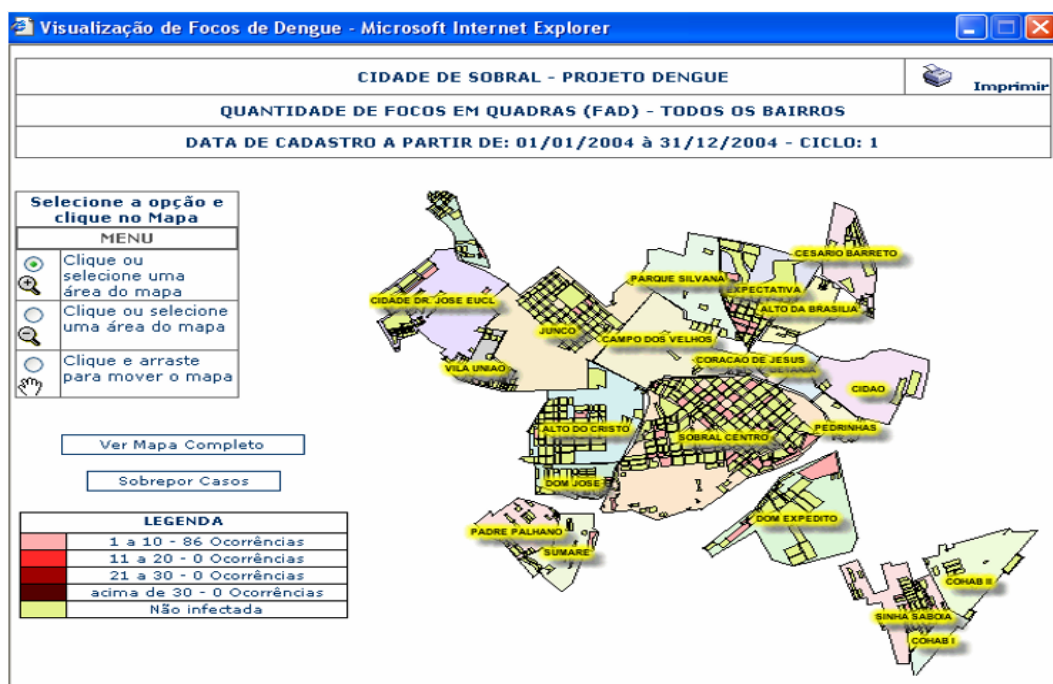 Visualização de Focos de Dengue - Microsoft Internet Explorer
CIDADE DE SOBRAL - PROJETO DENGUE
Imprimir
QUANTIDADE DE FOCOS EM QUADRAS (FAD) - TODOS OS BAIRROS
DATA DE CADASTRO A PARTIR DE: 01/01/2004 à 31/12/2004 - CICLO: 1
Selecione a opção e
clique no Mapa
MENU
Clique ou
selecione uma
área do mapa
Clique ou selecione
uma área do mapa
Clique e arraste
para mover o mapa
Ver Mapa Completo
Sobrepor Casos
LEGENDA
1 a 10 - 86 Ocorrências
11 a 20 - 0 Ocorrências
21 a 30 - 0 Ocorrências
acima de 30 - 0 Ocorrências
Não infectada
CESARIO BARRETO
PARQUE SILVANA
EXPECTATIVA
CIDADE DR. JOSE EUCL
ALTO DA BRASILIA
JUNCO
CAMPO DOS VELHOS
CORACAO DE JESUS
VILA UNIAO
CIDAO
ALTO DO CRISTO
SOBRAL CENTRO
PEDRINHAS
DOM JOSE
DOM EXPEDITO
PADRE PALHANO
SUMARE
COHAB II
SINHA SABOIA
COHAB I